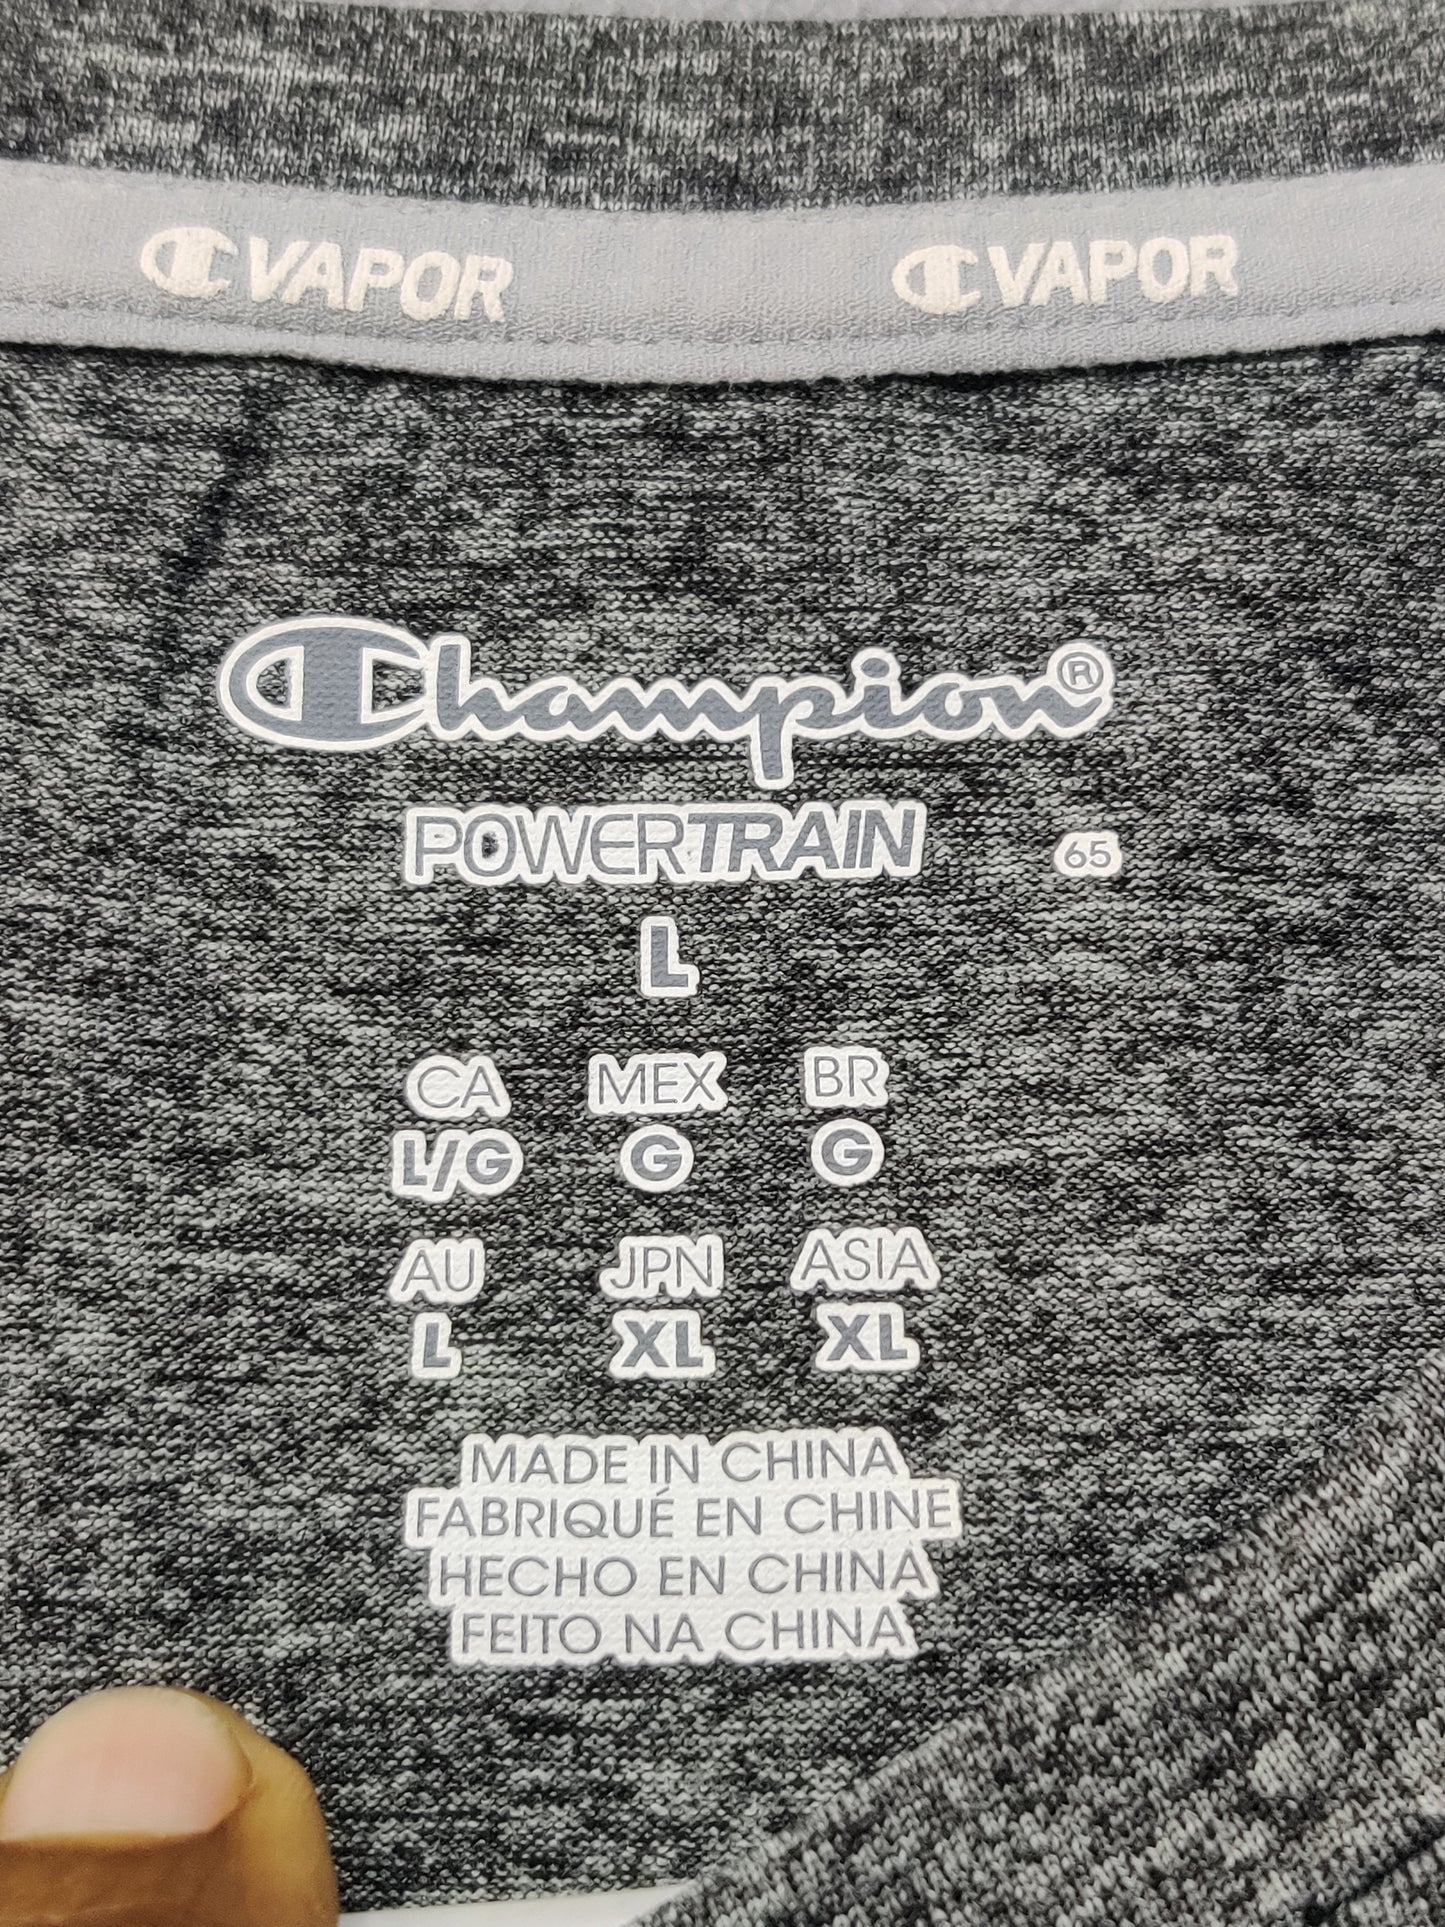 C VAPOR C VAPOR
Champion®
POWERTRAIN 65
L
CA MEX BR
L/G G G
AU JPN ASIA
L XL XL
MADE IN CHINA
FABRIQUÉ EN CHINE
HECHO EN CHINA
FEITO NA CHINA